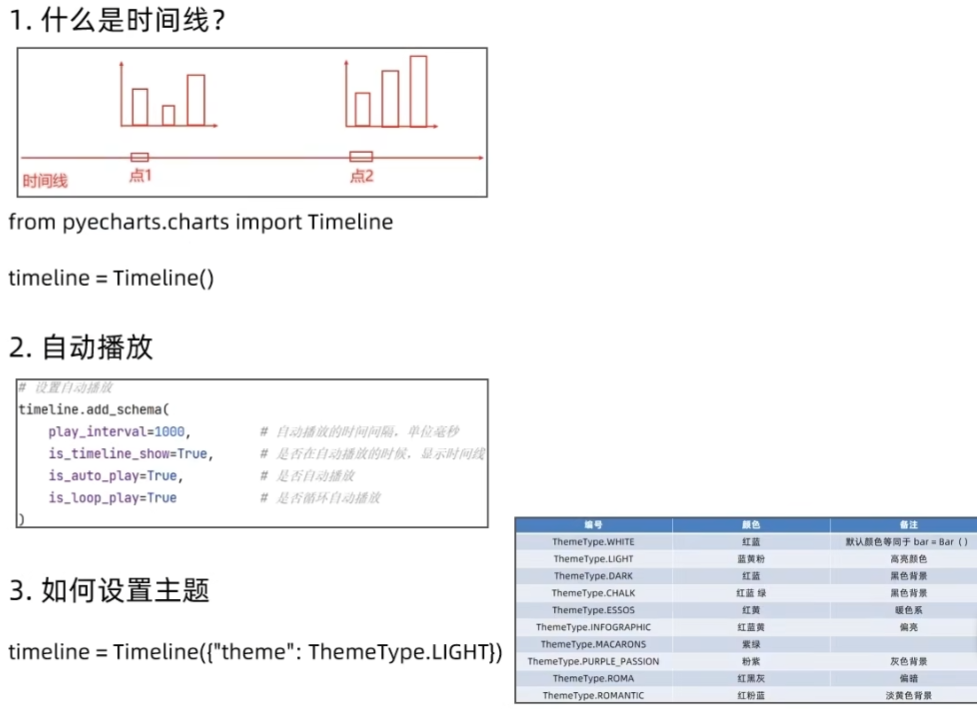 1. 什么是时间线？
时间线
点1
点2
from pyecharts.charts import Timeline
timeline = Timeline()
2. 自动播放
# 设置自动播放
timeline.add_schema(
play_interval=1000, # 自动播放的时间间隔，单位毫秒
is_timeline_show=True, # 是否在自动播放的时候，显示时间线
is_auto_play=True, # 是否自动播放
is_loop_play=True # 是否循环自动播放
)
3. 如何设置主题
timeline = Timeline({"theme": ThemeType.LIGHT})
编号 颜色 备注
ThemeType.WHITE 红蓝 默认颜色等同于 bar = Bar（）
ThemeType.LIGHT 蓝黄粉 高亮颜色
ThemeType.DARK 红蓝 黑色背景
ThemeType.CHALK 红蓝 绿 黑色背景
ThemeType.ESSOS 红黄 暖色系
ThemeType.INFOGRAPHIC 红蓝黄 偏亮
ThemeType.MACARONS 紫绿
ThemeType.PURPLE_PASSION 粉紫 灰色背景
ThemeType.ROMA 红黑灰 偏暗
ThemeType.ROMANTIC 红粉蓝 淡黄色背景